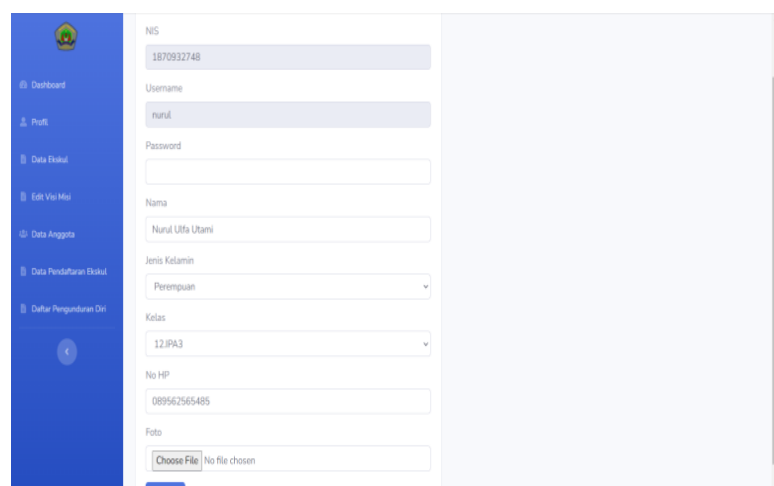 Dashboard
Profil
Data Ekskul
Edit Visi Misi
Data Anggota
Data Pendaftaran Ekskul
Daftar Pengunduran Diri
NIS
1870932748
Username
nurul
Password
Nama
Nurul Ulfa Utami
Jenis Kelamin
Perempuan
Kelas
12.IPA3
No HP
089562565485
Foto
Choose File No file chosen